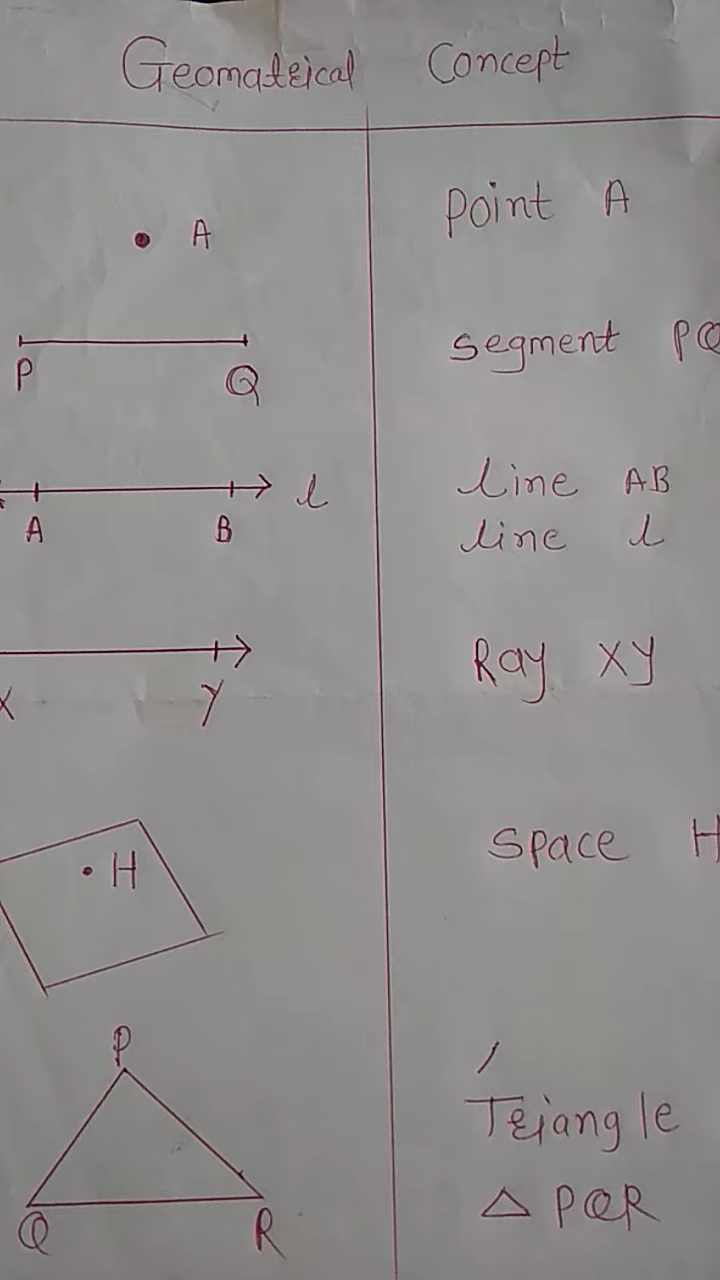 Geomatrical Concept
A
Point A
P Q
segment PQ
l
A B
line AB
line l
X Y
Ray XY
H
Space H
P
Q R
Triangle
△ PQR